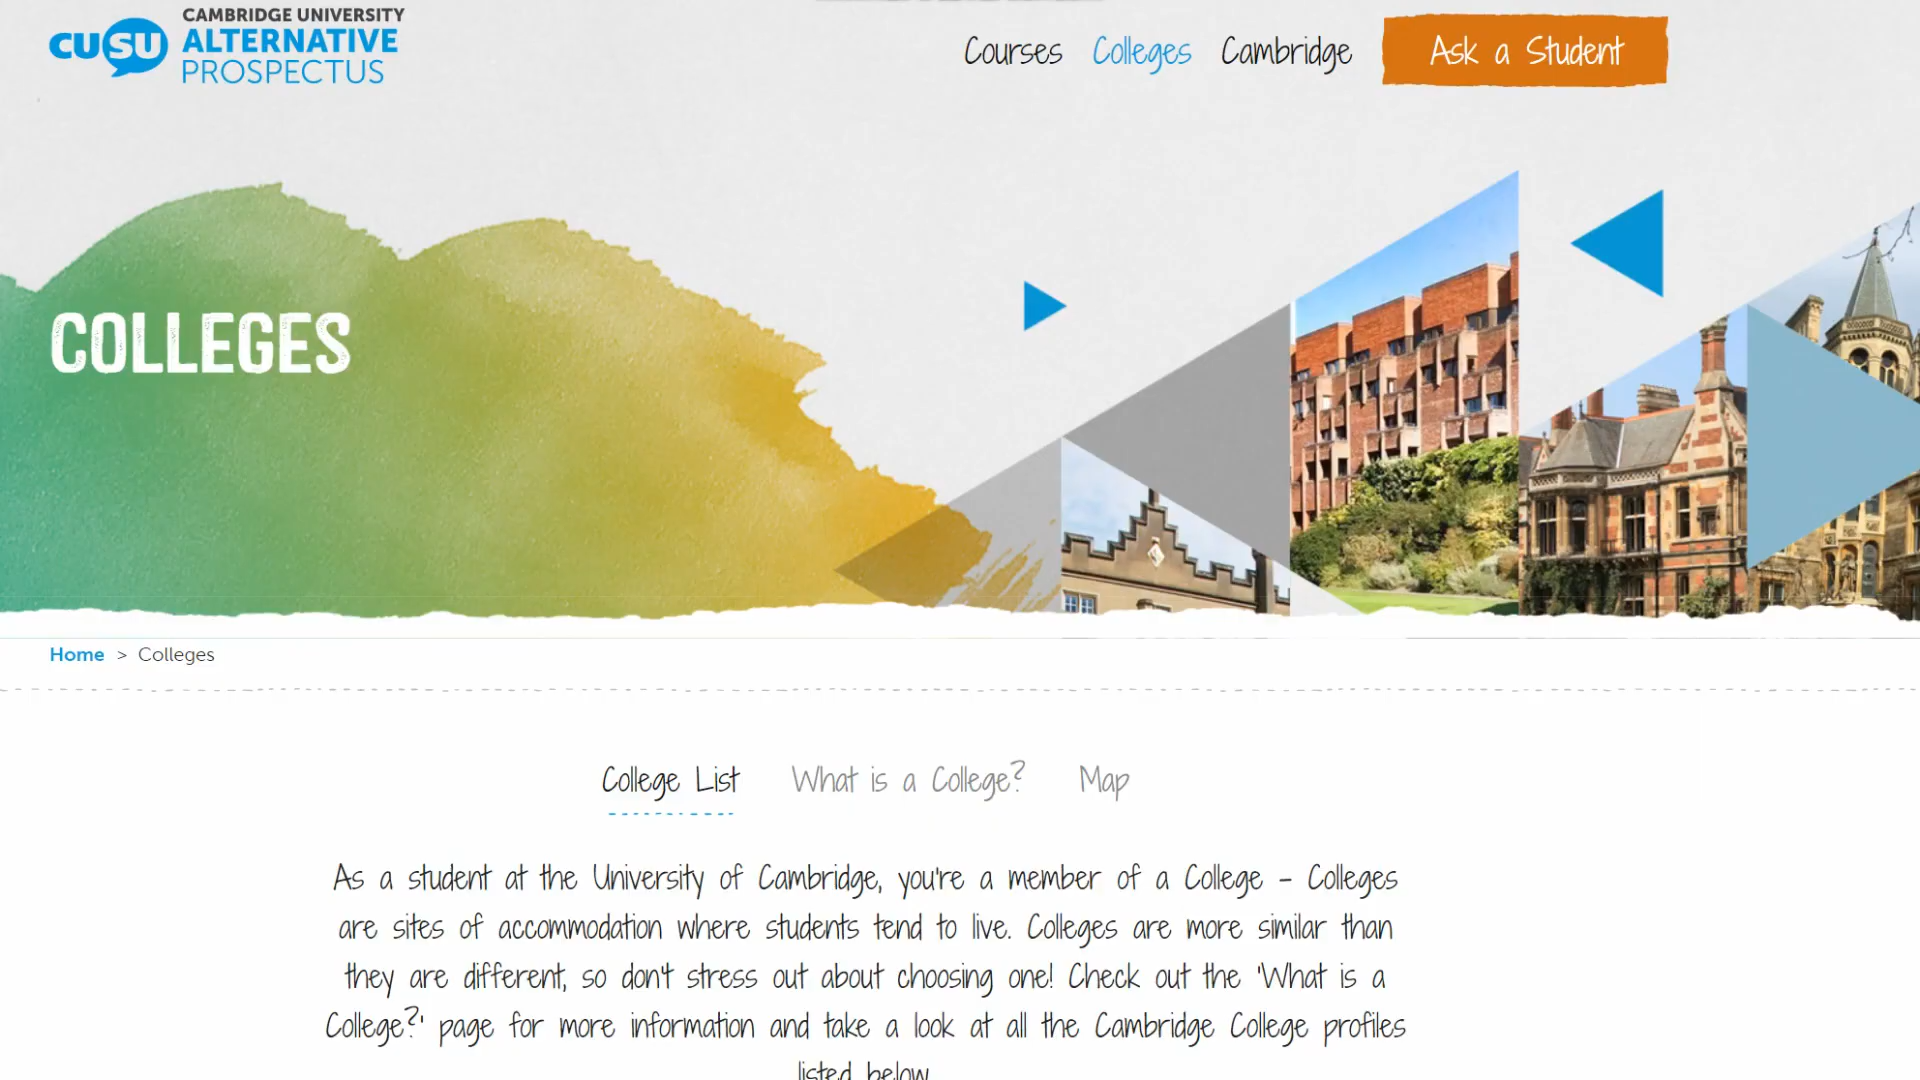 CAMBRIDGE UNIVERSITY
CUSU ALTERNATIVE
PROSPECTUS
Courses Colleges Cambridge Ask a Student
COLLEGES
Home > Colleges
College List What is a College? Map
As a student at the University of Cambridge, you're a member of a College - Colleges
are sites of accommodation where students tend to live. Colleges are more similar than
they are different, so don't stress out about choosing one! Check out the 'What is a
College?' page for more information and take a look at all the Cambridge College profiles
listed below